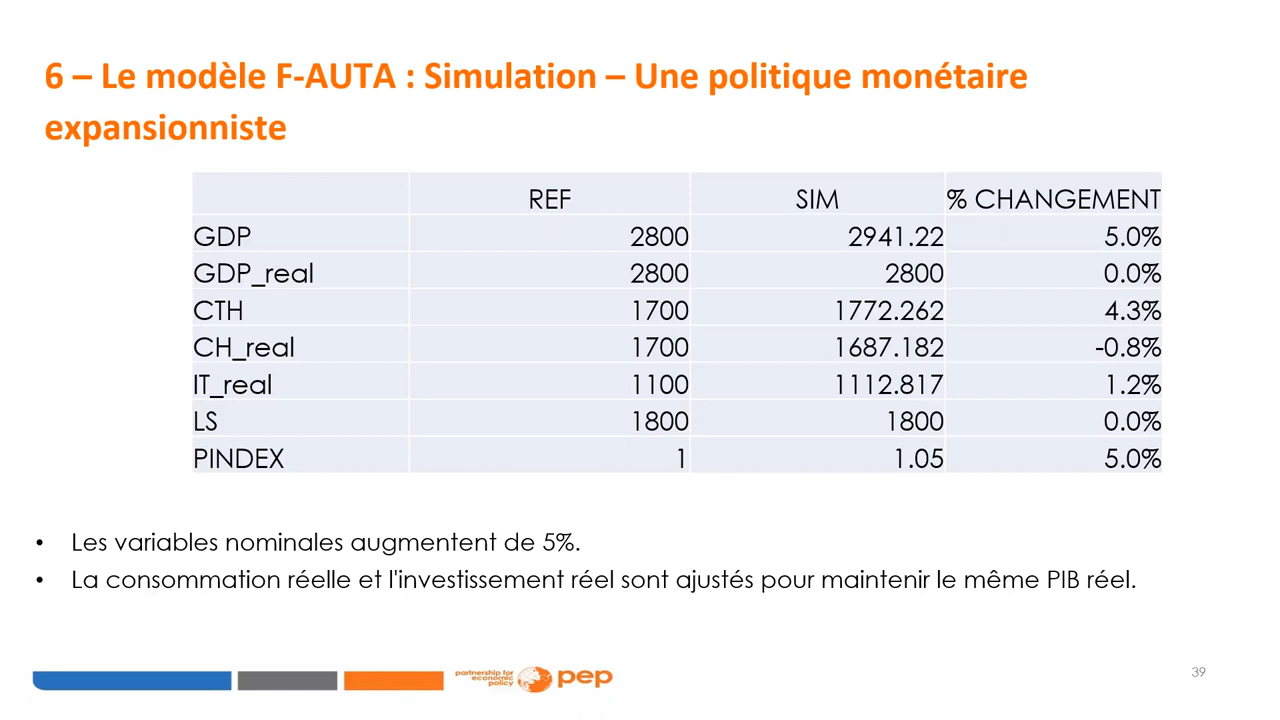 6 – Le modèle F-AUTA : Simulation – Une politique monétaire
expansionniste
REF SIM % CHANGEMENT
GDP 2800 2941.22 5.0%
GDP_real 2800 2800 0.0%
CTH 1700 1772.262 4.3%
CH_real 1700 1687.182 -0.8%
IT_real 1100 1112.817 1.2%
LS 1800 1800 0.0%
PINDEX 1 1.05 5.0%
• Les variables nominales augmentent de 5%.
• La consommation réelle et l'investissement réel sont ajustés pour maintenir le même PIB réel.
partnership for
economic
policy
pep
39